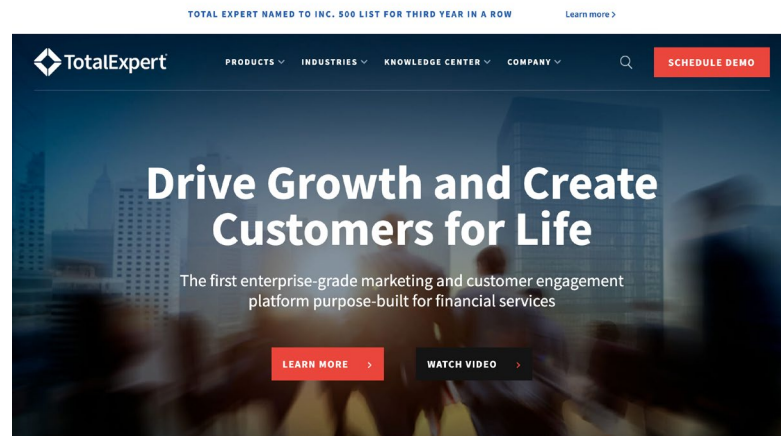 TOTAL EXPERT NAMED TO INC. 500 LIST FOR THIRD YEAR IN A ROW Learn more >
TotalExpert PRODUCTS INDUSTRIES KNOWLEDGE CENTER COMPANY SCHEDULE DEMO
Drive Growth and Create
Customers for Life
The first enterprise-grade marketing and customer engagement
platform purpose-built for financial services
LEARN MORE > WATCH VIDEO >